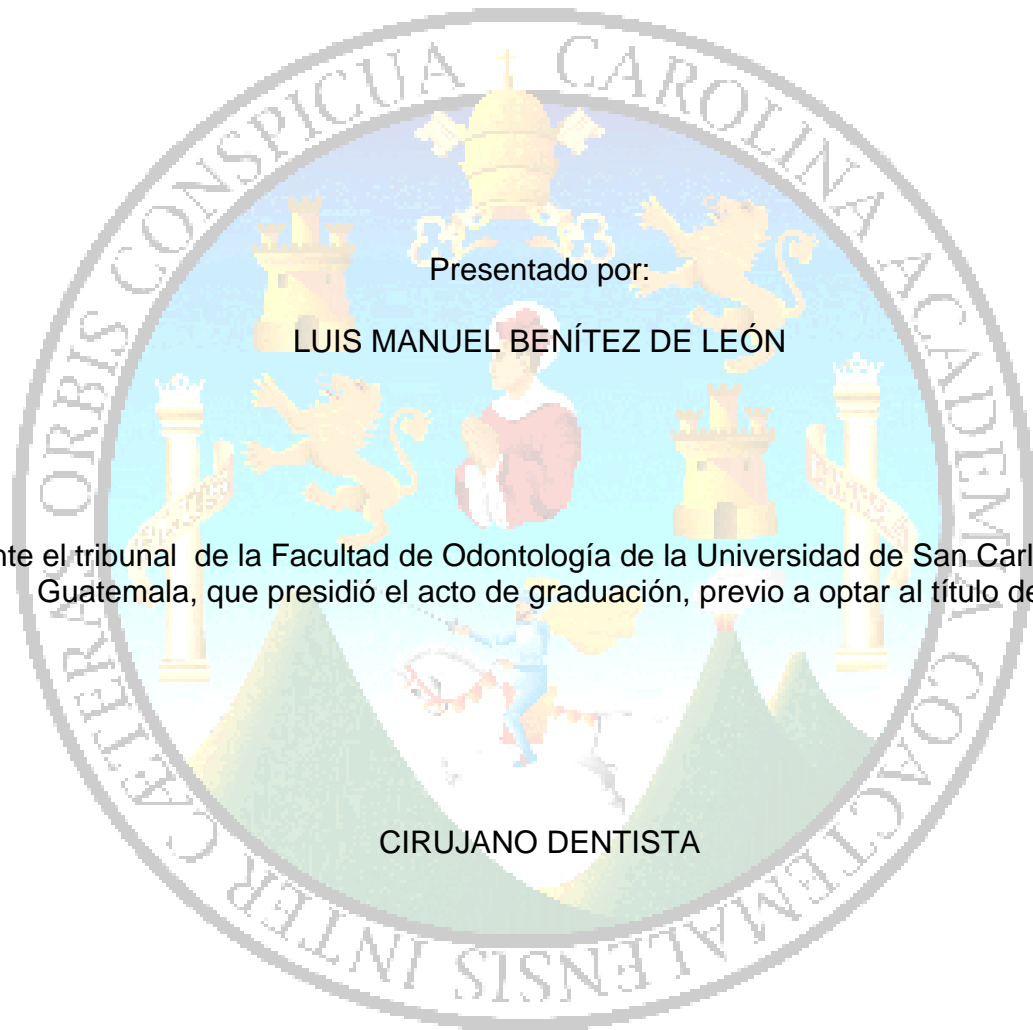 Presentado por:
LUIS MANUEL BENÍTEZ DE LEÓN
nte el tribunal de la Facultad de Odontología de la Universidad de San Carl
Guatemala, que presidió el acto de graduación, previo a optar al título de
CIRUJANO DENTISTA
CAROLINA ACADEMIA COACTEMALENSIS INTER CÆTERAS ORBIS CONSPICUA